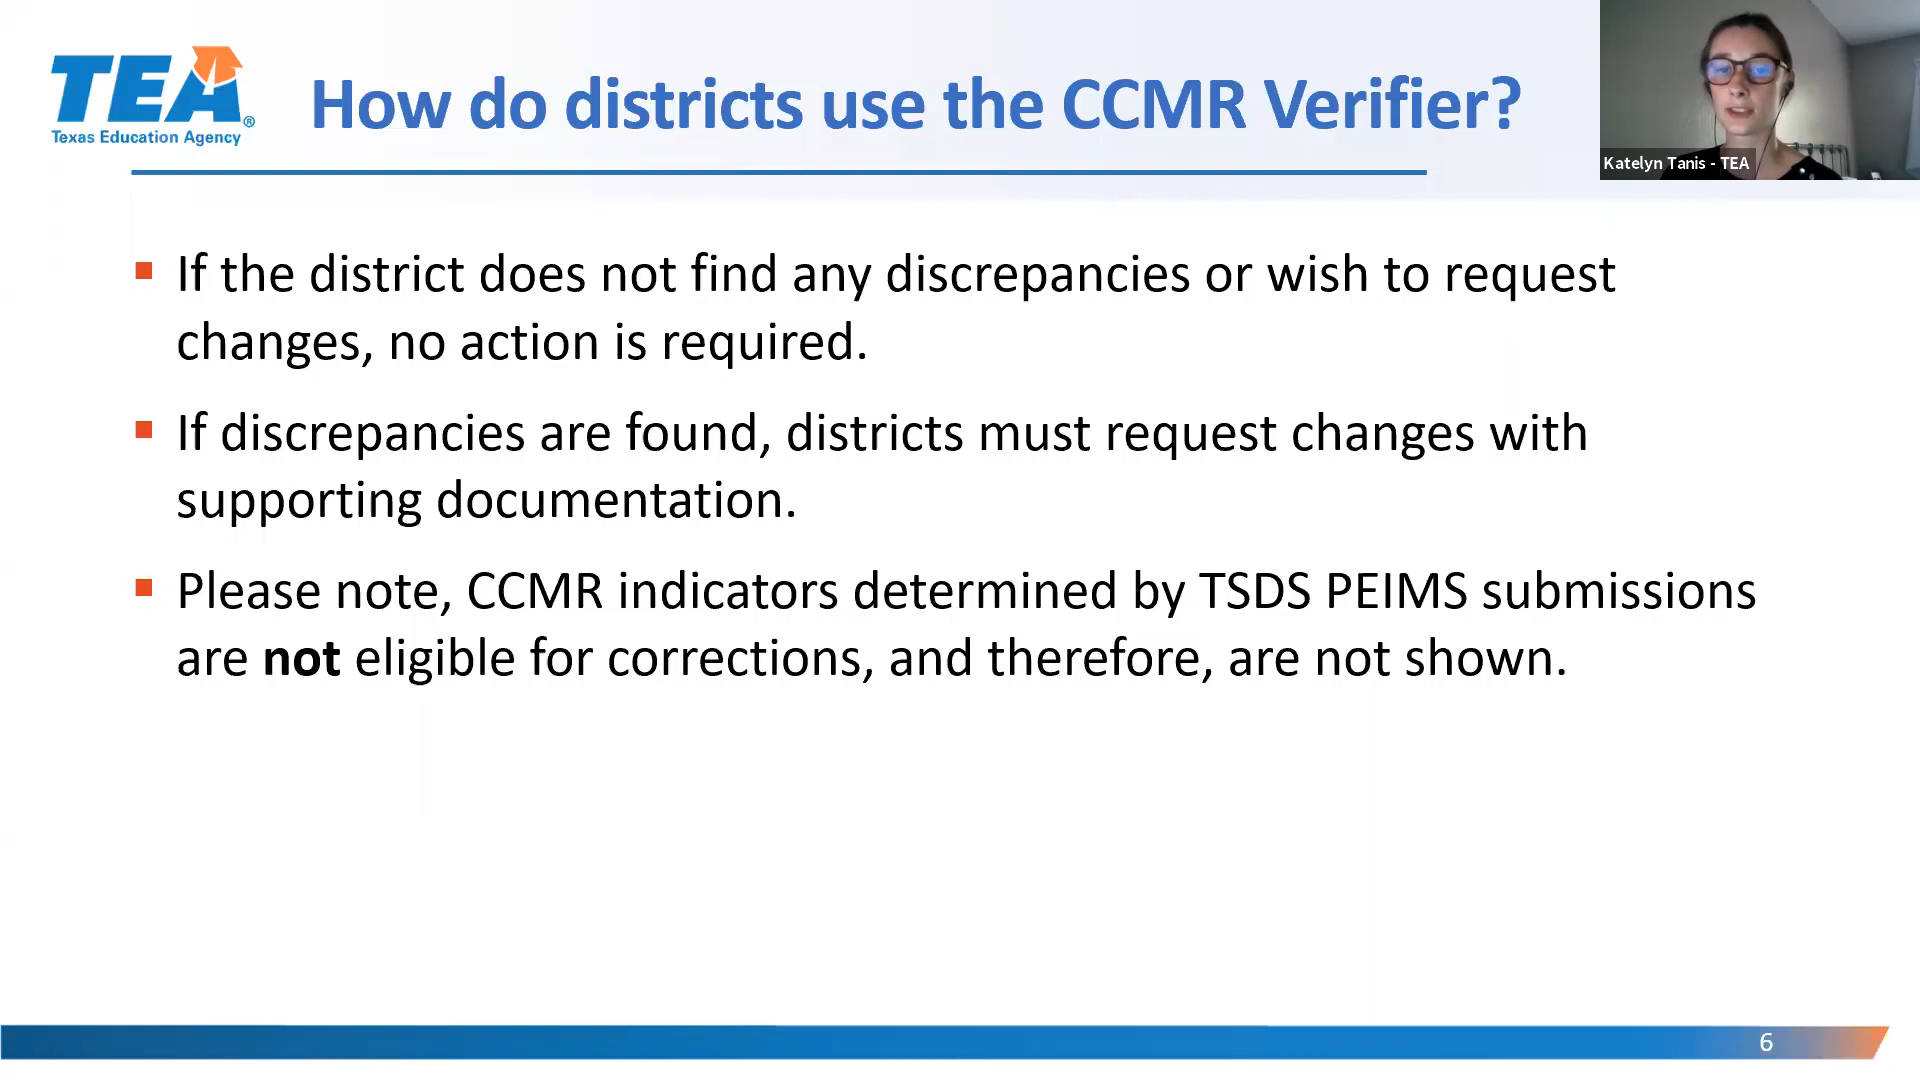 TEA®
Texas Education Agency
How do districts use the CCMR Verifier?
Katelyn Tanis - TEA
▪ If the district does not find any discrepancies or wish to request
changes, no action is required.
▪ If discrepancies are found, districts must request changes with
supporting documentation.
▪ Please note, CCMR indicators determined by TSDS PEIMS submissions
are not eligible for corrections, and therefore, are not shown.
6